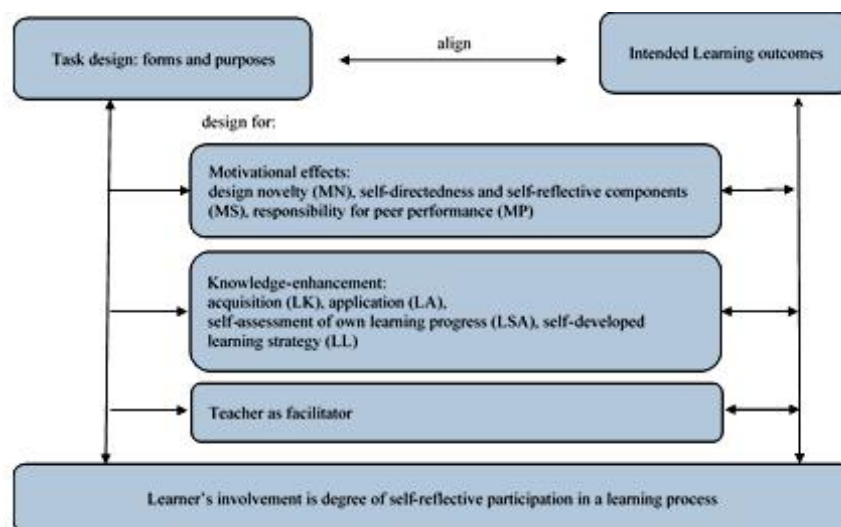 Task design: forms and purposes
align
Intended Learning outcomes
design for:
Motivational effects:
design novelty (MN), self-directedness and self-reflective components
(MS), responsibility for peer performance (MP)
Knowledge-enhancement:
acquisition (LK), application (LA),
self-assessment of own learning progress (LSA), self-developed
learning strategy (LL)
Teacher as facilitator
Learner's involvement is degree of self-reflective participation in a learning process